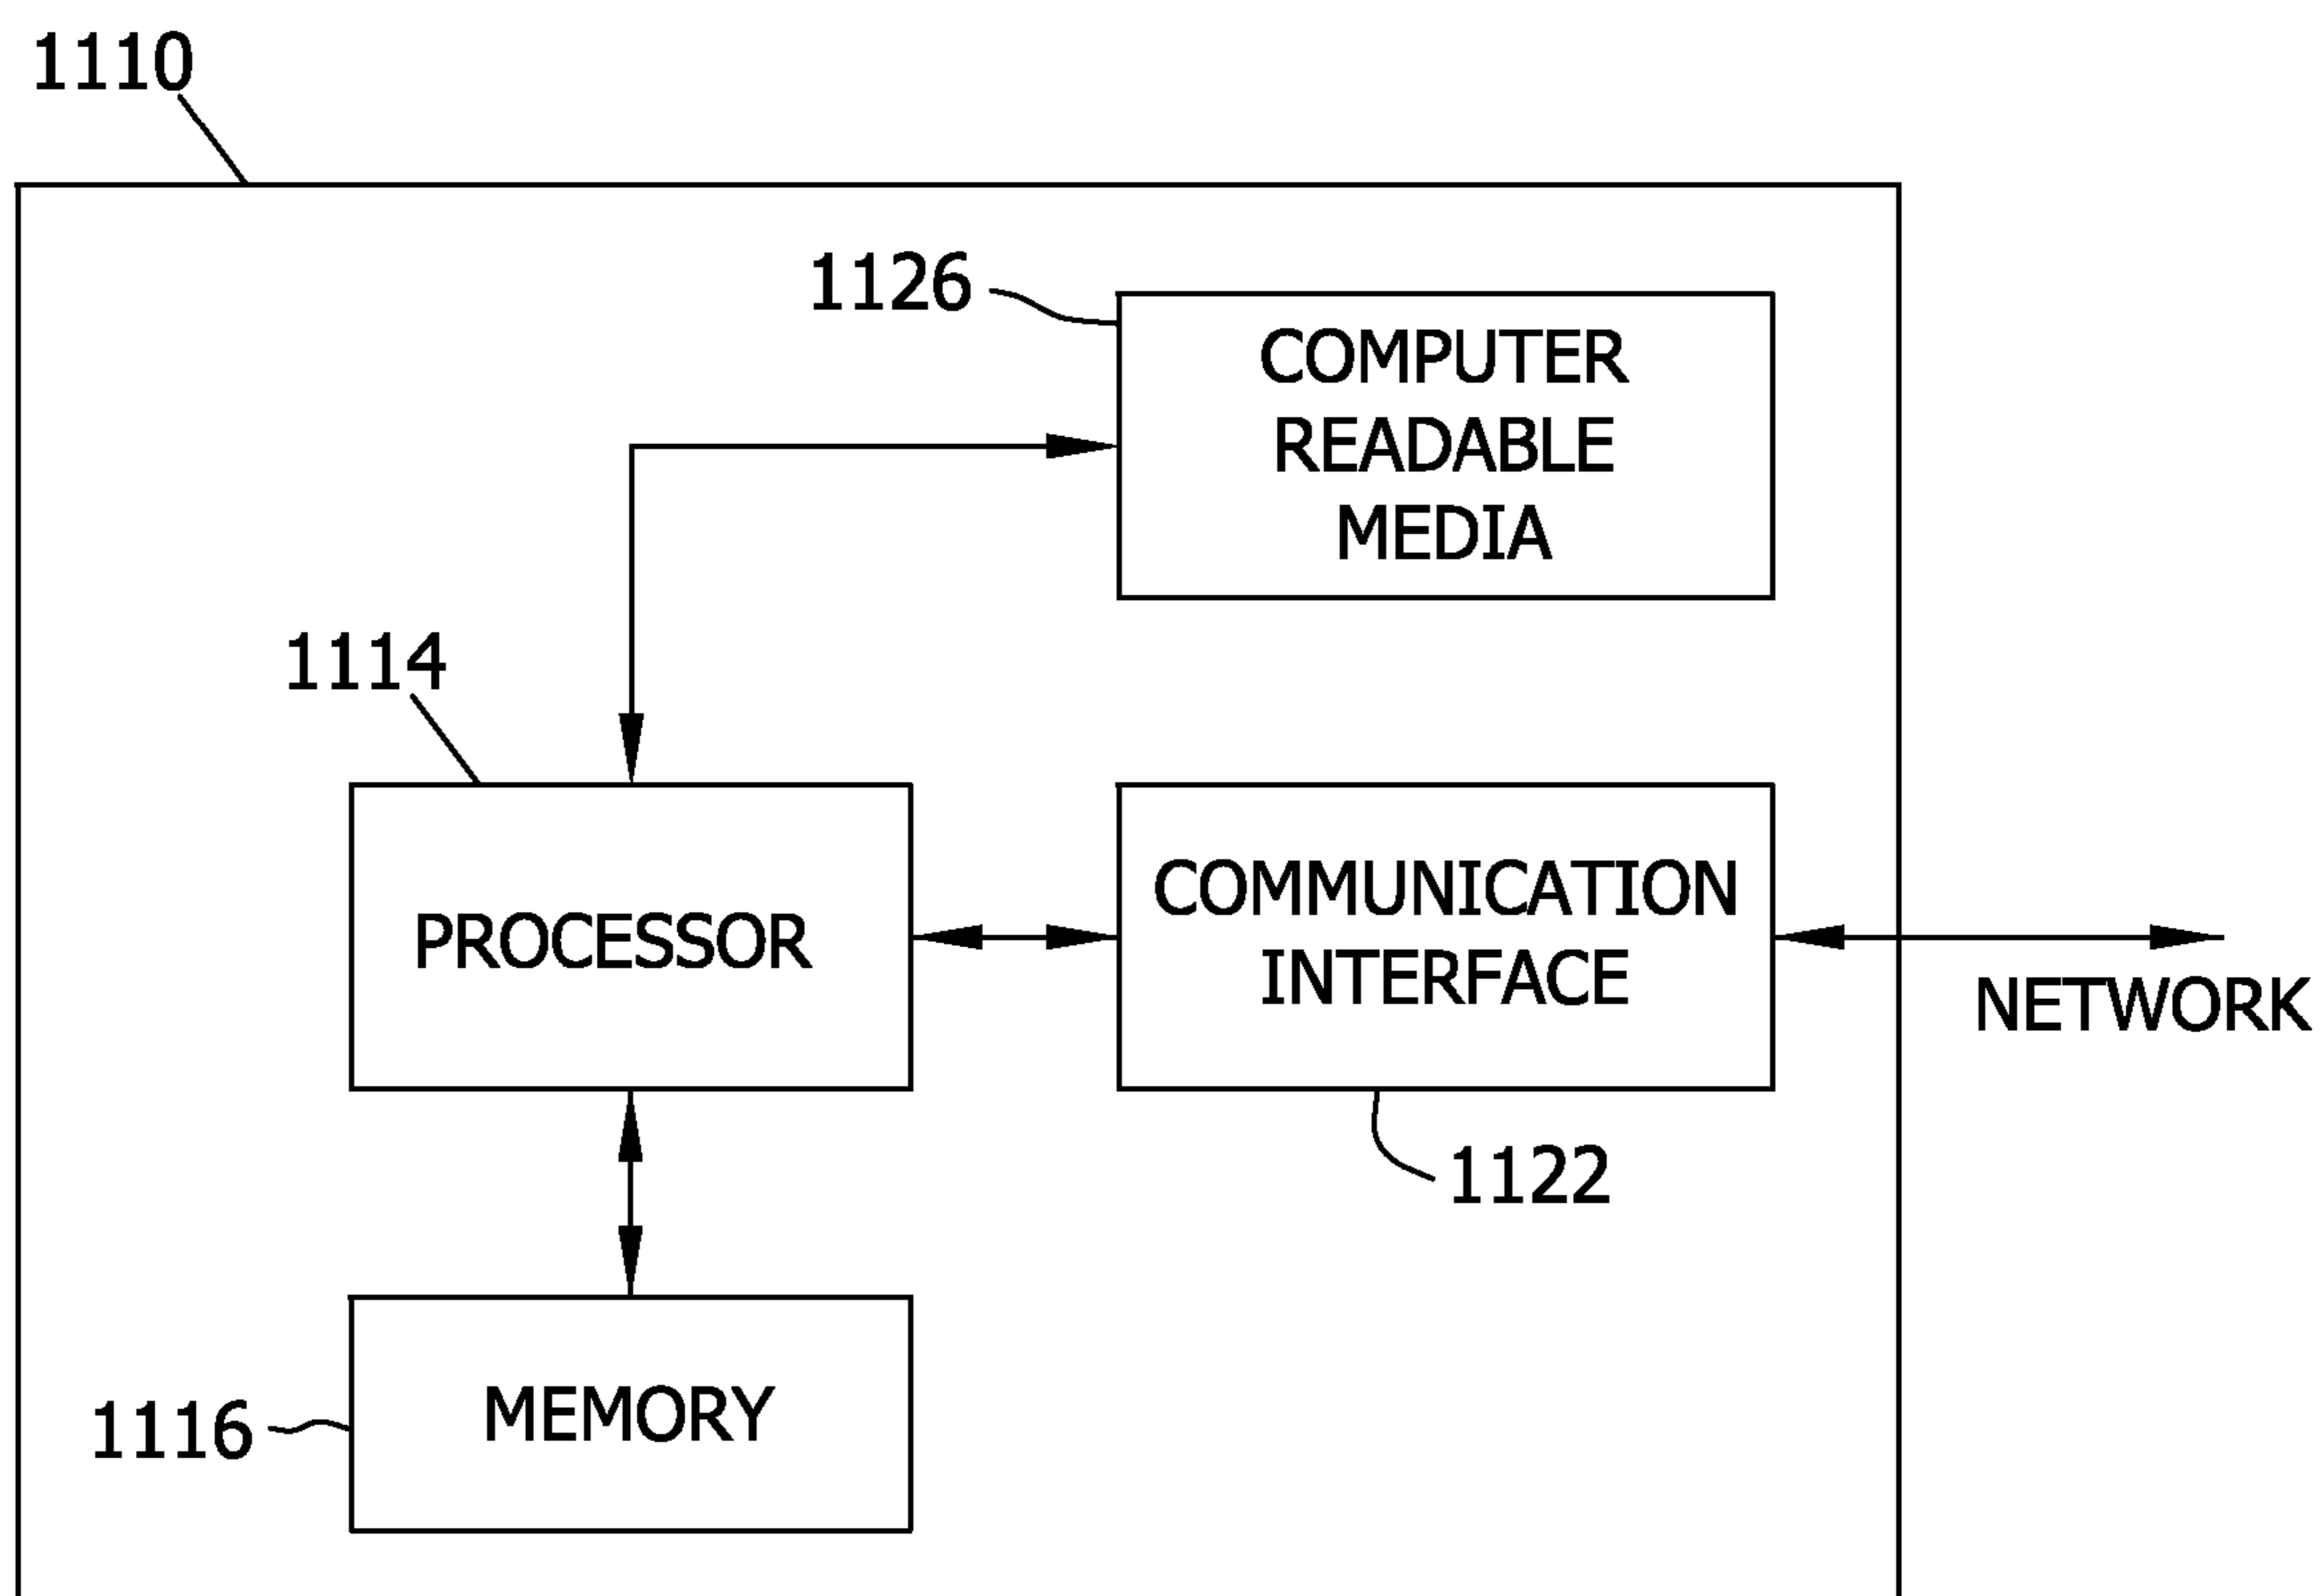 1110
1126
COMPUTER
READABLE
MEDIA
1114
PROCESSOR
COMMUNICATION
INTERFACE
NETWORK
1122
MEMORY
1116